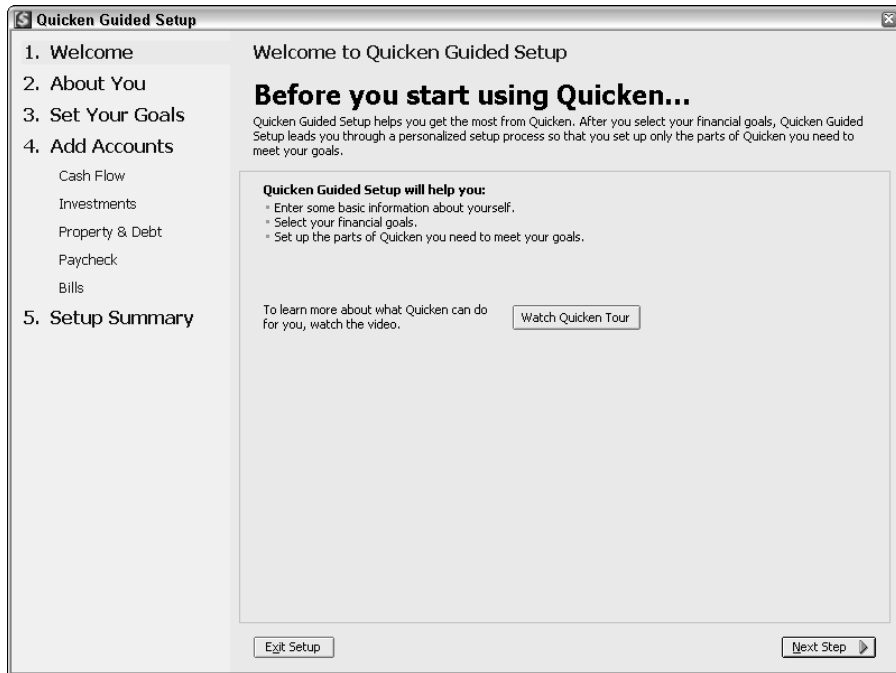 Quicken Guided Setup
1. Welcome
2. About You
3. Set Your Goals
4. Add Accounts
Cash Flow
Investments
Property & Debt
Paycheck
Bills
5. Setup Summary
Welcome to Quicken Guided Setup
Before you start using Quicken...
Quicken Guided Setup helps you get the most from Quicken. After you select your financial goals, Quicken Guided
Setup leads you through a personalized setup process so that you set up only the parts of Quicken you need to
meet your goals.
Quicken Guided Setup will help you:
▫ Enter some basic information about yourself.
▫ Select your financial goals.
▫ Set up the parts of Quicken you need to meet your goals.
To learn more about what Quicken can do
for you, watch the video.
Watch Quicken Tour
Exit Setup
Next Step